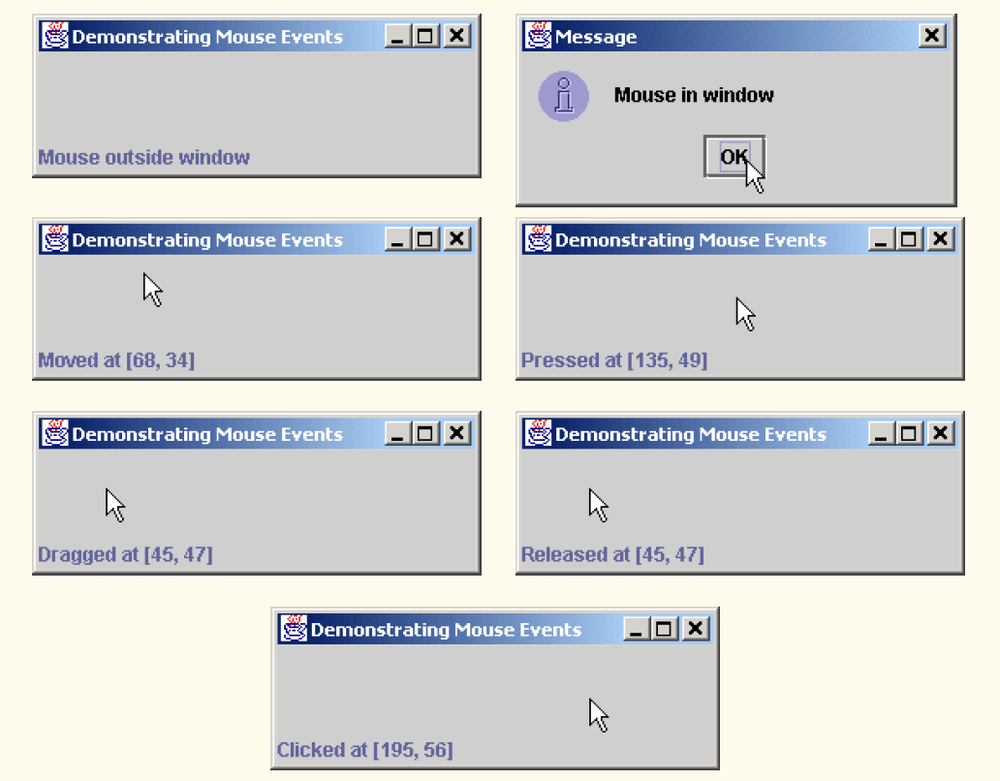 Demonstrating Mouse Events
Mouse outside window
Message
Mouse in window
OK
Demonstrating Mouse Events
Moved at [68, 34]
Demonstrating Mouse Events
Pressed at [135, 49]
Demonstrating Mouse Events
Dragged at [45, 47]
Demonstrating Mouse Events
Released at [45, 47]
Demonstrating Mouse Events
Clicked at [195, 56]